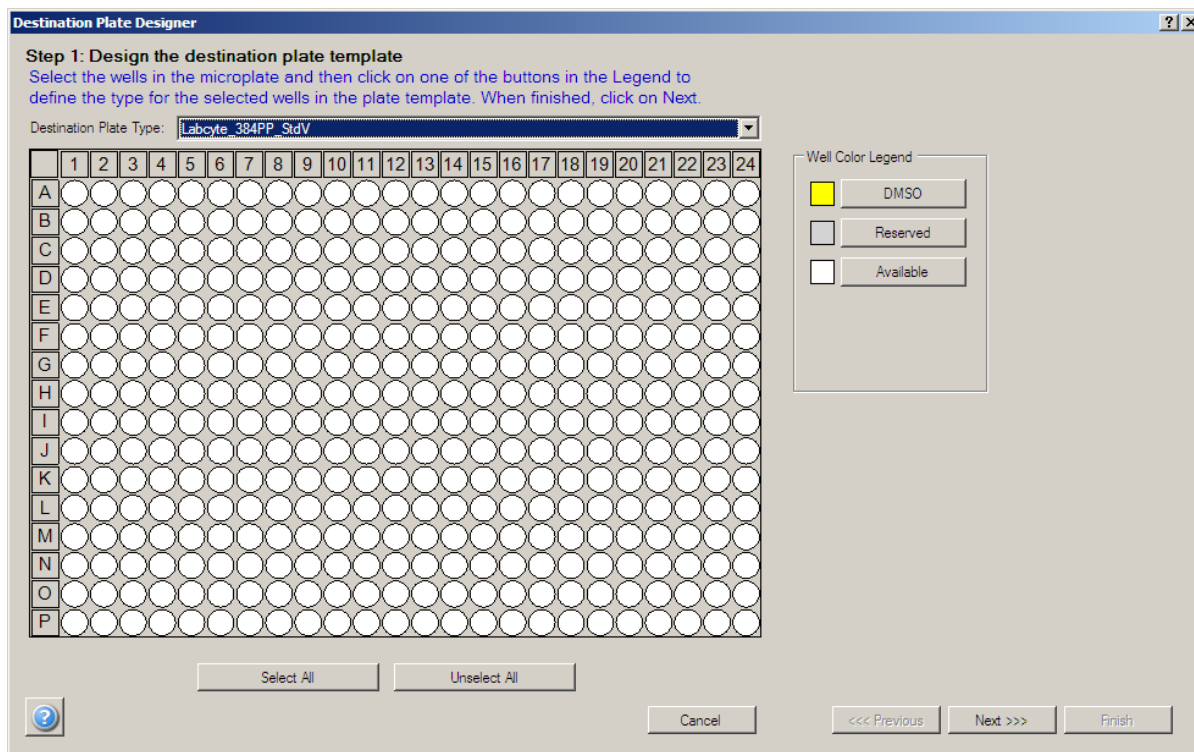 Destination Plate Designer
Step 1: Design the destination plate template
Select the wells in the microplate and then click on one of the buttons in the Legend to
define the type for the selected wells in the plate template. When finished, click on Next.
Destination Plate Type: Labcyte_384PP_StdV
1 2 3 4 5 6 7 8 9 10 11 12 13 14 15 16 17 18 19 20 21 22 23 24
A
B
C
D
E
F
G
H
I
J
K
L
M
N
O
P
Well Color Legend
DMSO
Reserved
Available
Select All Unselect All
? Cancel <<< Previous Next >>> Finish